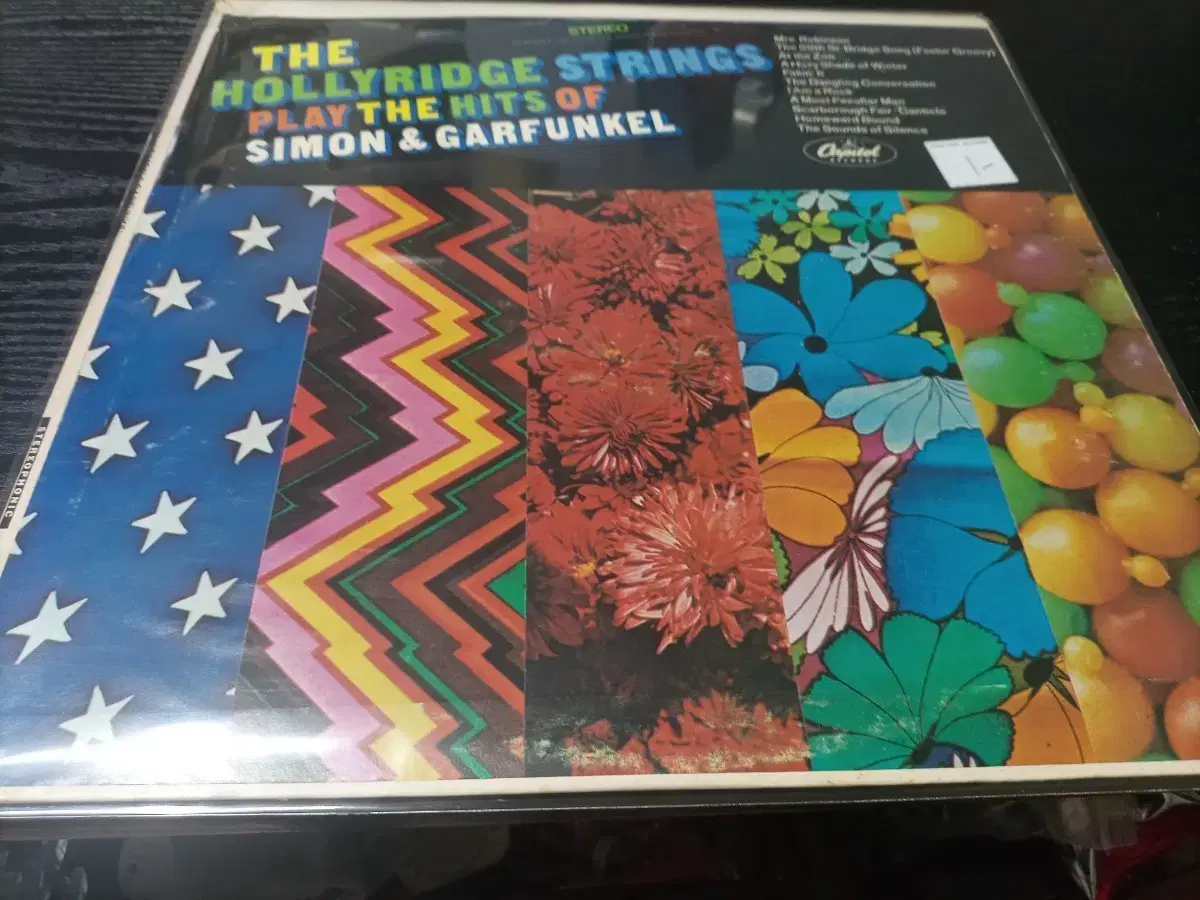 STEREO
THE
HOLLYRIDGE STRINGS
PLAY THE HITS OF
SIMON & GARFUNKEL
Mrs. Robinson
The 59th St. Bridge Song (Feelin' Groovy)
At the Zoo
A Hazy Shade of Winter
Fakin' It
The Dangling Conversation
I Am a Rock
A Most Peculiar Man
Scarborough Fair / Canticle
Homeward Bound
The Sounds of Silence
Capitol
RECORDS
1-
STEREOPHONIC